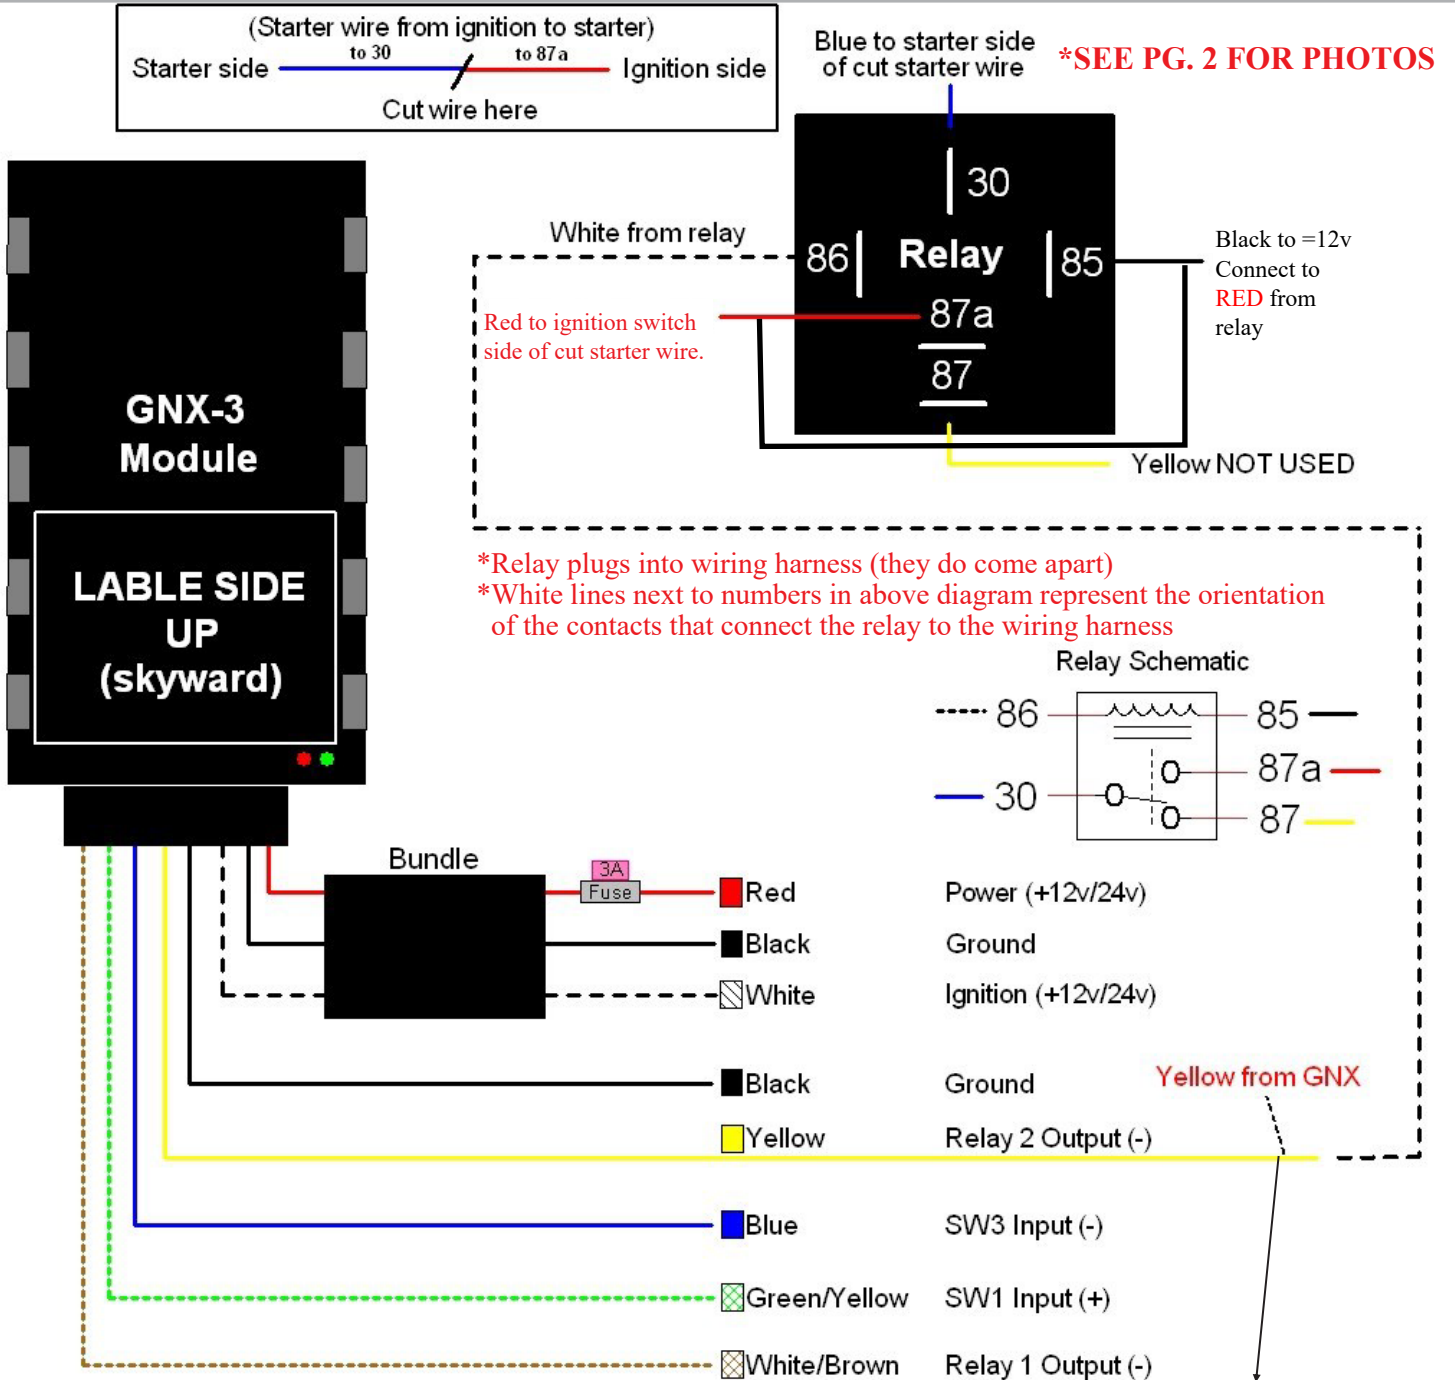 (Starter wire from ignition to starter)
to 30
to 87a
Starter side
Ignition side
Cut wire here
Blue to starter side
of cut starter wire
*SEE PG. 2 FOR PHOTOS
30
White from relay
86
Relay
85
Black to =12v
Connect to
RED from
relay
87a
Red to ignition switch
side of cut starter wire.
87
Yellow NOT USED
GNX-3
Module
LABLE SIDE
UP
(skyward)
*Relay plugs into wiring harness (they do come apart)
*White lines next to numbers in above diagram represent the orientation
of the contacts that connect the relay to the wiring harness
Relay Schematic
86
85
87a
30
87
Bundle
3A
Fuse
Red
Power (+12v/24v)
Black
Ground
White
Ignition (+12v/24v)
Black
Ground
Yellow from GNX
Yellow
Relay 2 Output (-)
Blue
SW3 Input (-)
Green/Yellow
SW1 Input (+)
White/Brown
Relay 1 Output (-)